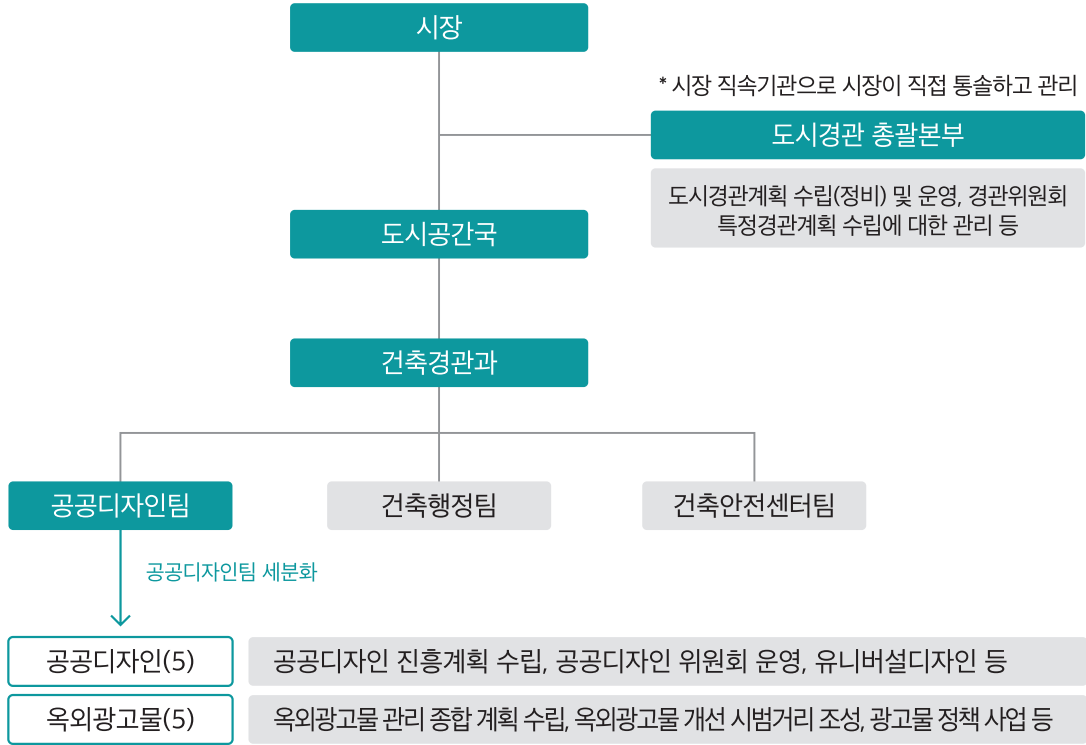 시장
* 시장 직속기관으로 시장이 직접 통솔하고 관리
도시경관 총괄본부
도시경관계획 수립(정비) 및 운영, 경관위원회
특정경관계획 수립에 대한 관리 등
도시공간국
건축경관과
공공디자인팀
건축행정팀
건축안전센터팀
공공디자인팀 세분화
공공디자인(5)
공공디자인 진흥계획 수립, 공공디자인 위원회 운영, 유니버설디자인 등
옥외광고물(5)
옥외광고물 관리 종합 계획 수립, 옥외광고물 개선 시범거리 조성, 광고물 정책 사업 등